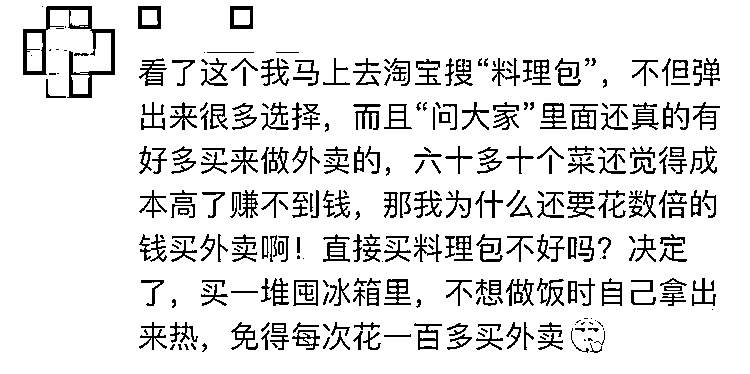 看了这个我马上去淘宝搜“料理包”，不但弹
出来很多选择，而且“问大家”里面还真的有
好多买来做外卖的，六十多十个菜还觉得成
本高了赚不到钱，那我为什么还要花数倍的
钱买外卖啊！直接买料理包不好吗？决定
了，买一堆囤冰箱里，不想做饭时自己拿出
来热，免得每次花一百多买外卖